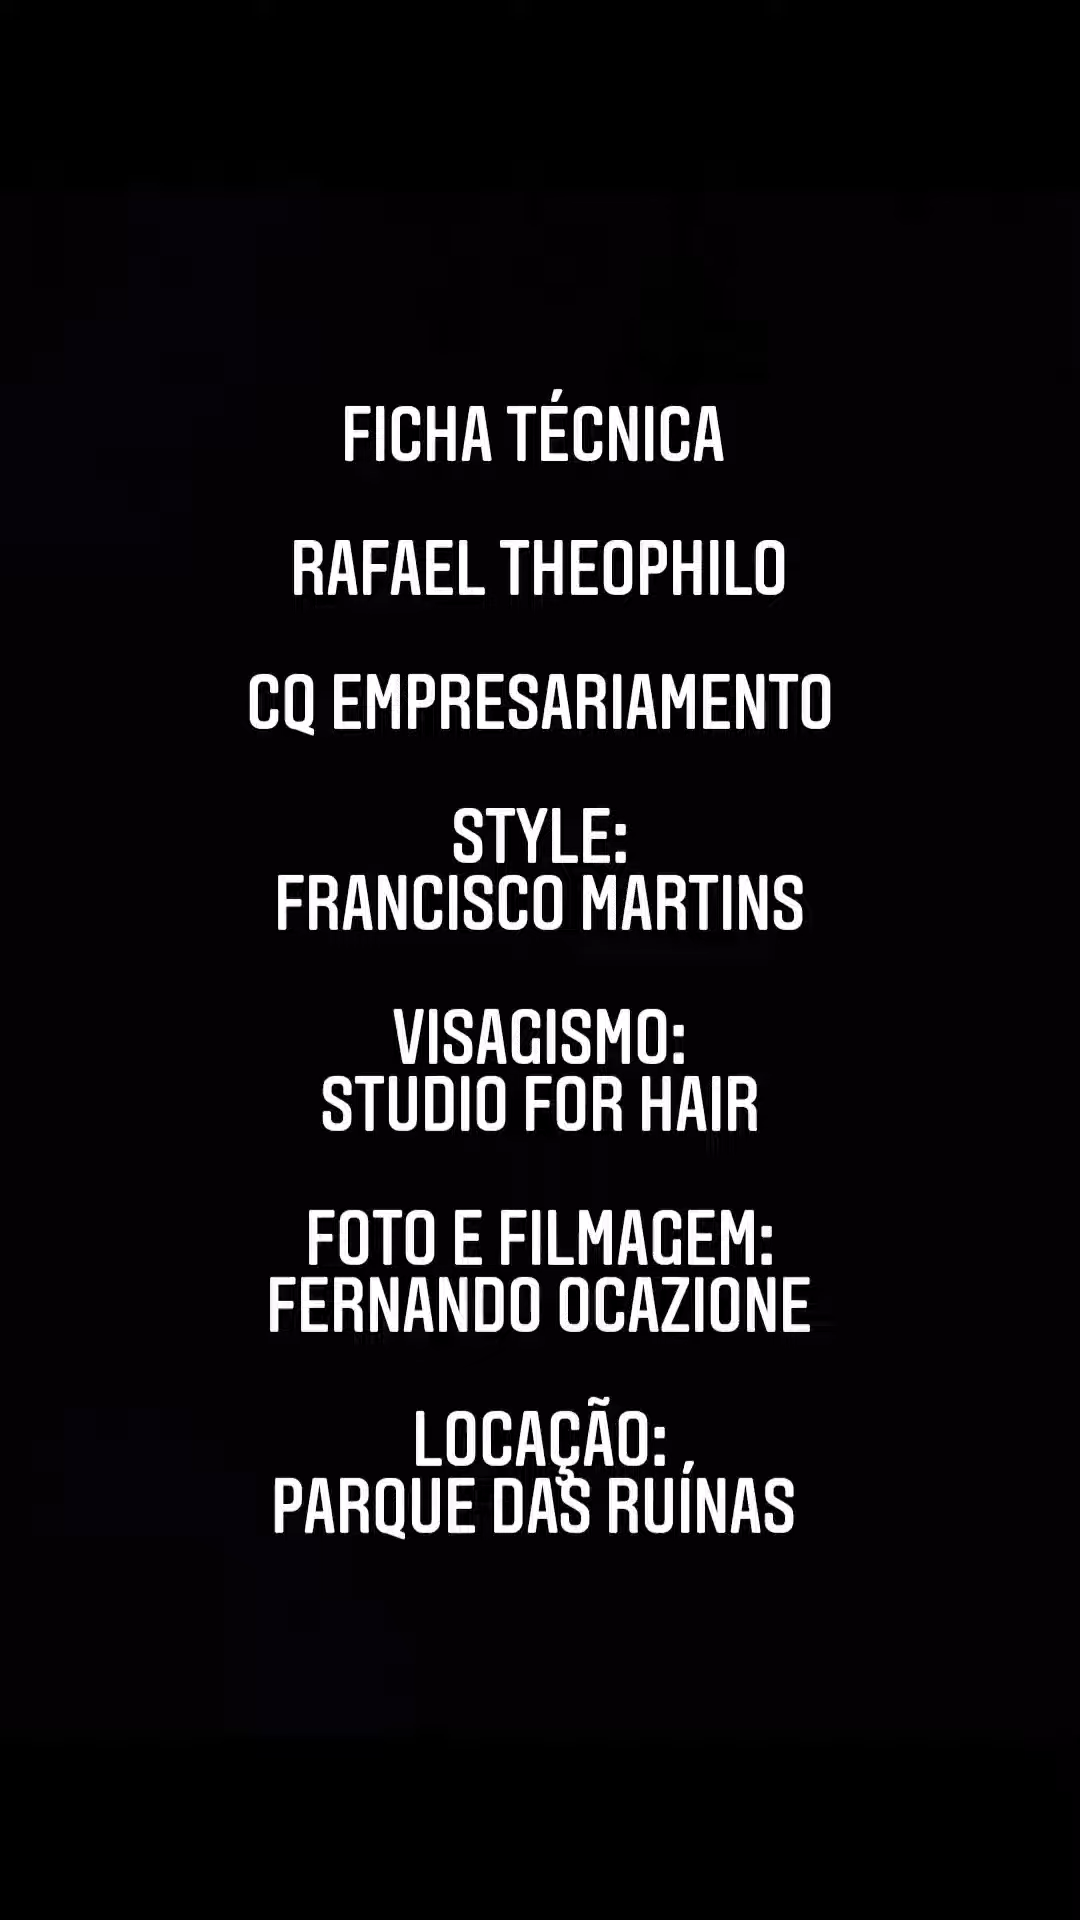 FICHA TÉCNICA
RAFAEL THEOPHILO
CQ EMPRESARIAMENTO
STYLE:
FRANCISCO MARTINS
VISAGISMO:
STUDIO FOR HAIR
FOTO E FILMAGEM:
FERNANDO OCAZIONE
LOCAÇÃO:
PARQUE DAS RUÍNAS